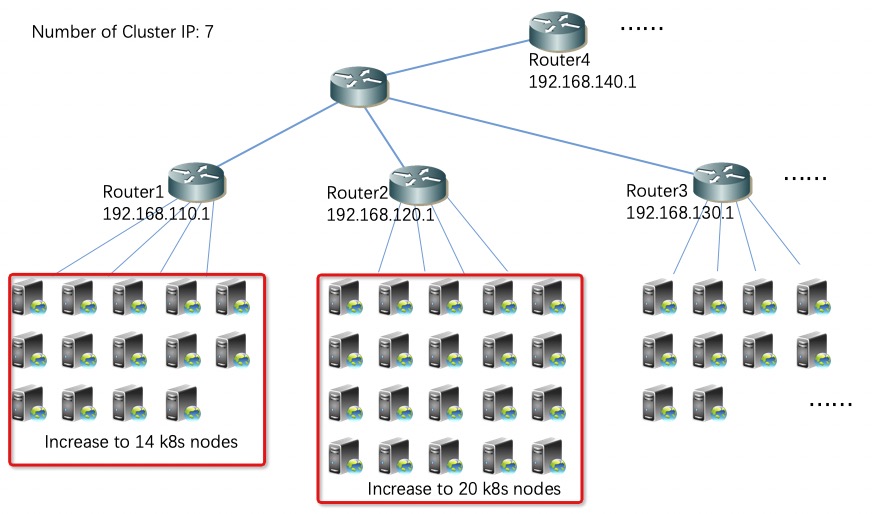 Number of Cluster IP: 7
……
Router4
192.168.140.1
Router1
192.168.110.1
Router2
192.168.120.1
Router3
192.168.130.1
……
……
Increase to 14 k8s nodes
Increase to 20 k8s nodes